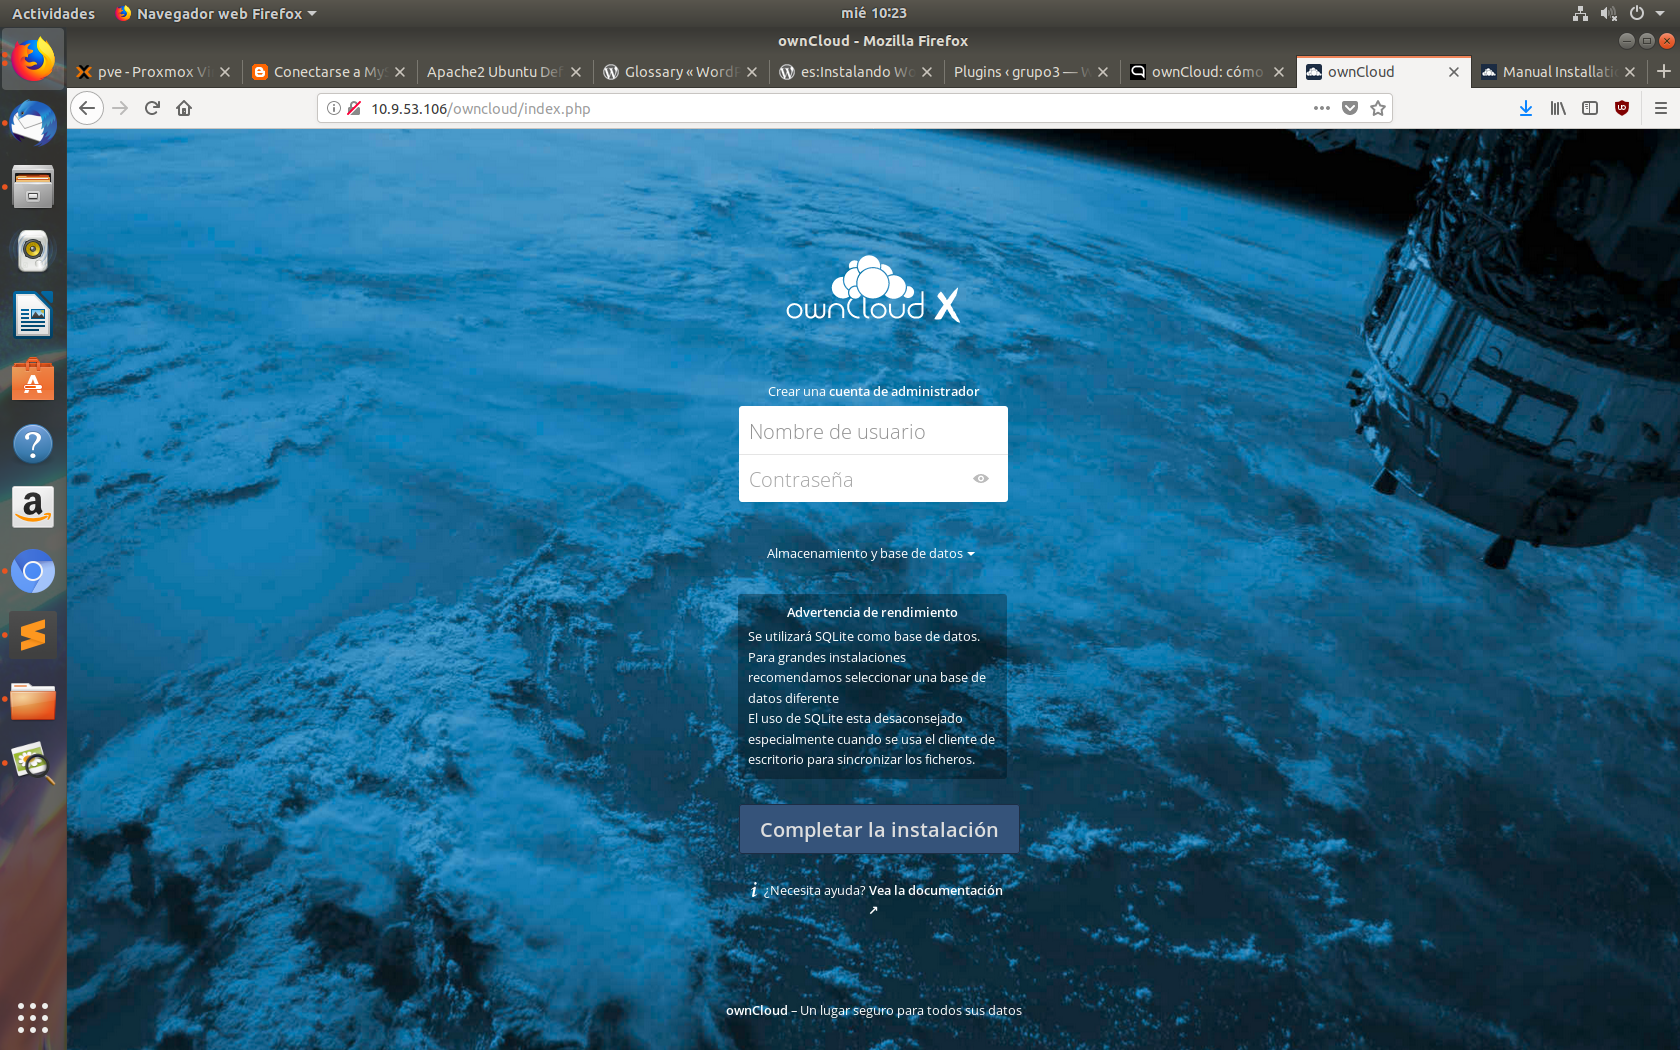 Actividades
Navegador web Firefox
mié 10:23
ownCloud - Mozilla Firefox
pve - Proxmox Vi
Conectarse a MyS
Apache2 Ubuntu Def
Glossary « WordP
es:Instalando Wo
Plugins ‹ grupo3 — W
ownCloud: cómo
ownCloud
Manual Installati
10.9.53.106/owncloud/index.php
ownCloud X
Crear una cuenta de administrador
Nombre de usuario
Contraseña
Almacenamiento y base de datos
Advertencia de rendimiento
Se utilizará SQLite como base de datos.
Para grandes instalaciones
recomendamos seleccionar una base de
datos diferente
El uso de SQLite esta desaconsejado
especialmente cuando se usa el cliente de
escritorio para sincronizar los ficheros.
Completar la instalación
¿Necesita ayuda? Vea la documentación
ownCloud – Un lugar seguro para todos sus datos